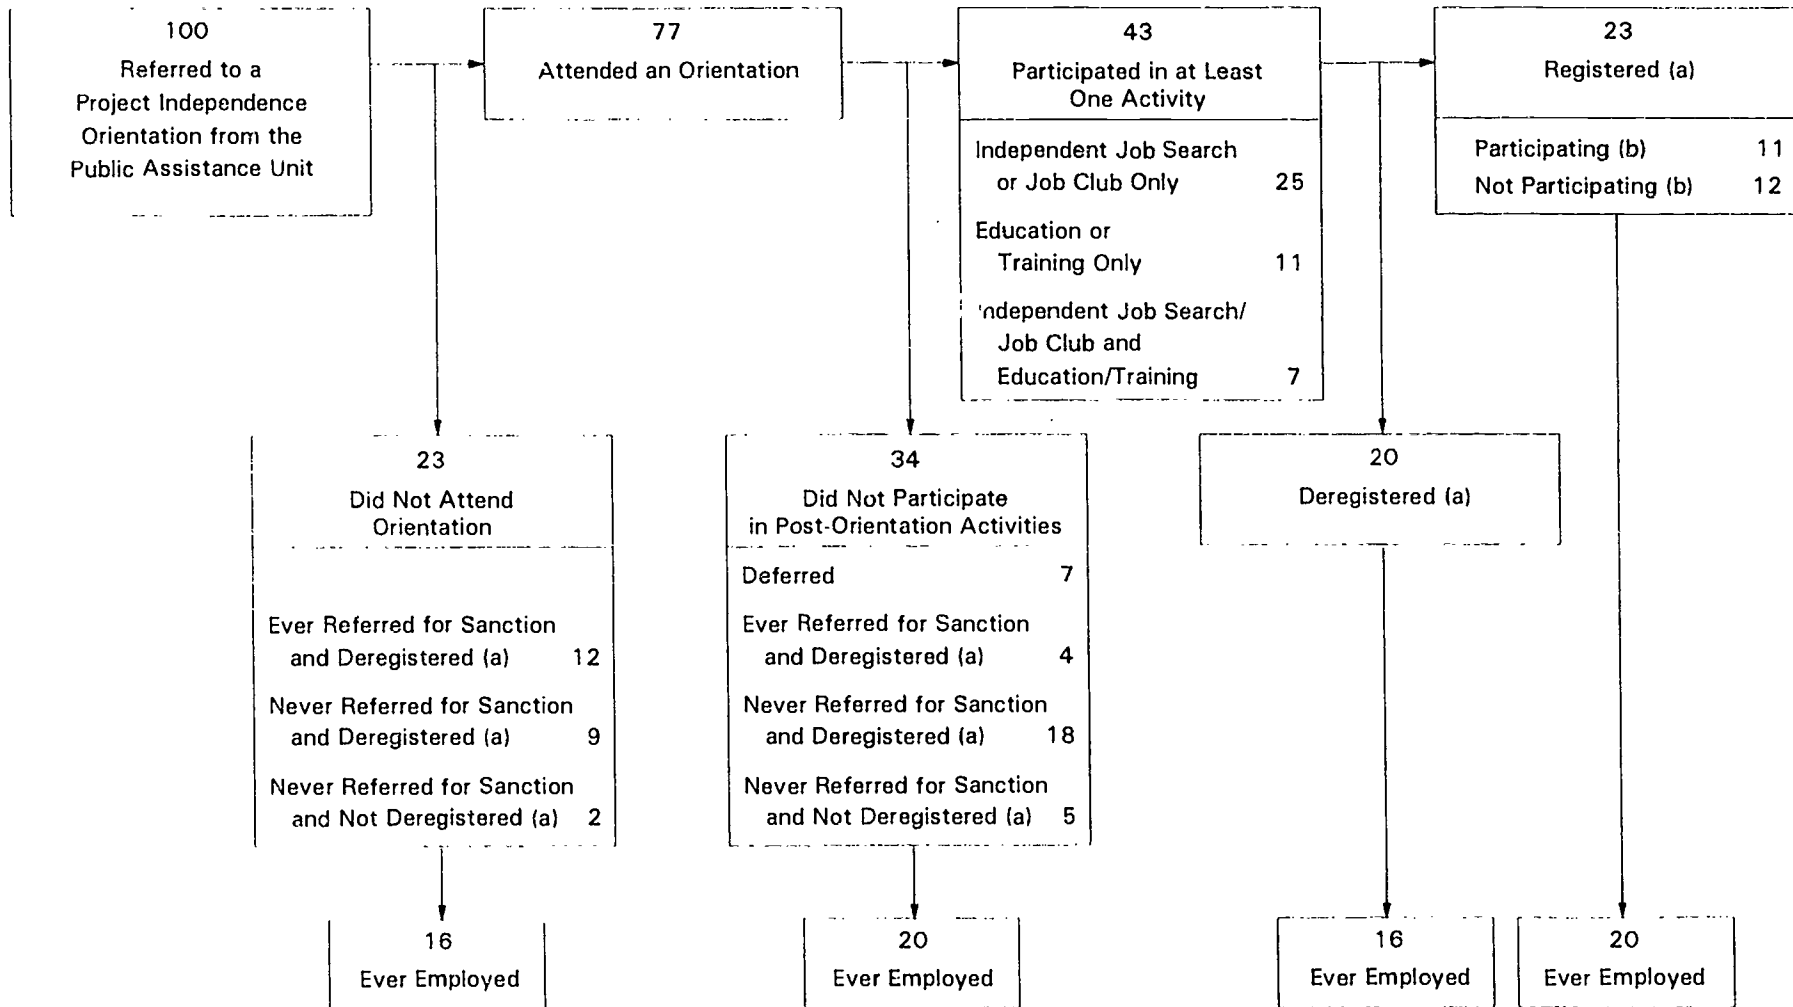 100
Referred to a
Project Independence
Orientation from the
Public Assistance Unit
77
Attended an Orientation
43
Participated in at Least
One Activity
Independent Job Search
or Job Club Only 25
Education or
Training Only 11
Independent Job Search/
Job Club and
Education/Training 7
23
Registered (a)
Participating (b) 11
Not Participating (b) 12
23
Did Not Attend
Orientation
Ever Referred for Sanction
and Deregistered (a) 12
Never Referred for Sanction
and Deregistered (a) 9
Never Referred for Sanction
and Not Deregistered (a) 2
34
Did Not Participate
in Post-Orientation Activities
Deferred 7
Ever Referred for Sanction
and Deregistered (a) 4
Never Referred for Sanction
and Deregistered (a) 18
Never Referred for Sanction
and Not Deregistered (a) 5
20
Deregistered (a)
16
Ever Employed
20
Ever Employed
16
Ever Employed
20
Ever Employed